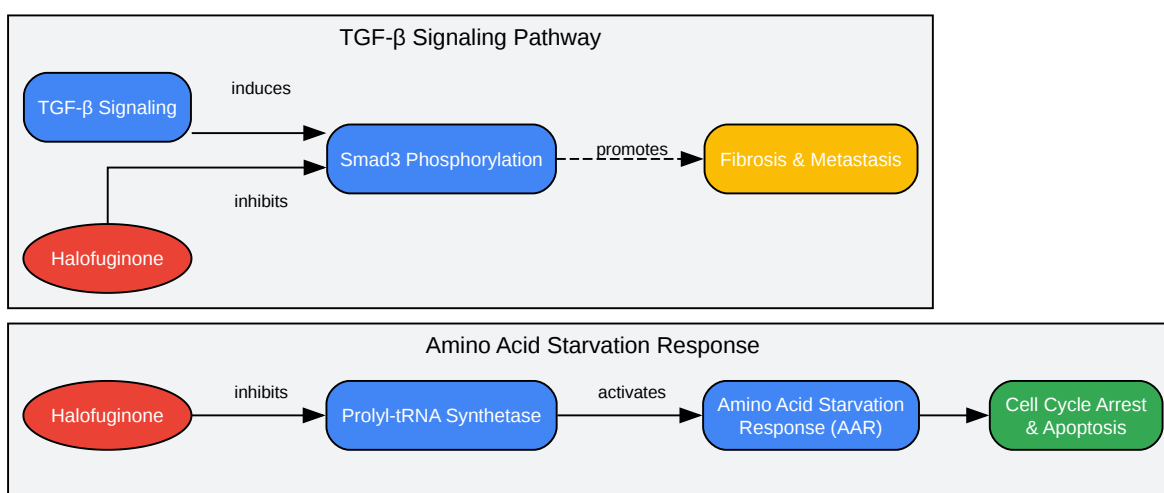 TGF-β Signaling Pathway
TGF-β Signaling
induces
Smad3 Phosphorylation
promotes
Fibrosis & Metastasis
inhibits
Halofuginone
Amino Acid Starvation Response
Halofuginone
inhibits
Prolyl-tRNA Synthetase
activates
Amino Acid Starvation
Response (AAR)
Cell Cycle Arrest
& Apoptosis